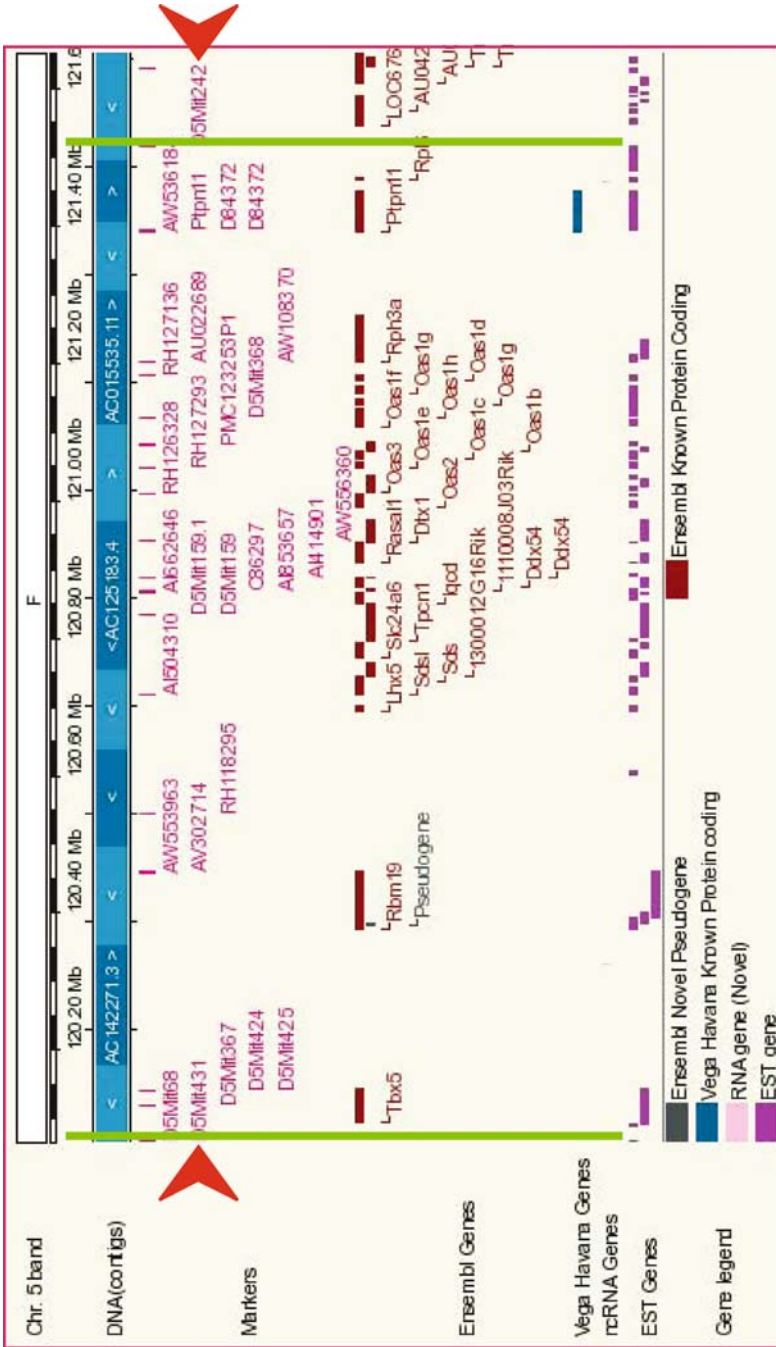 Chr. 5 band
F
120.20 Mb 120.40 Mb 120.60 Mb 120.80 Mb 121.00 Mb 121.20 Mb 121.40 Mb 121.6
DNA(contigs)
< AC142271.3 > < < < <AC125183.4 > AC015535.11 > < > <
Markers
D5Mit68 AW553963 AI504310 AI662646 RH126328 RH127136 AW53618
D5Mit431 AV302714 D5Mit159.1 RH127293 AU022689 Ptpn11 D5Mit242
D5Mit367 RH118295 D5Mit159 PMC123253P1 D84372
D5Mit424 C86297 D5Mit368 D84372
D5Mit425 AI853657 AW108370
AI414901
AW556360
Ensembl Genes
Tbx5 Rbm19 Lhx5 Slc24a6 Rasal1 Oas3 Oas1f Rph3a Ptpn11 LOC676
Pseudogene Sdsl Tpcn1 Dtx1 Oas1e Oas1g AU042
Sds Iqcd Oas2 Oas1h AU
1300012G16Rik Oas1c Oas1d
1110008J03Rik Oas1g
Ddx54 Oas1b
Ddx54
Vega Havana Genes
ncRNA Genes
EST Genes
Gene legend
Ensembl Novel Pseudogene Ensembl Known Protein Coding
Vega Havana Known Protein coding
RNA gene (Novel)
EST gene